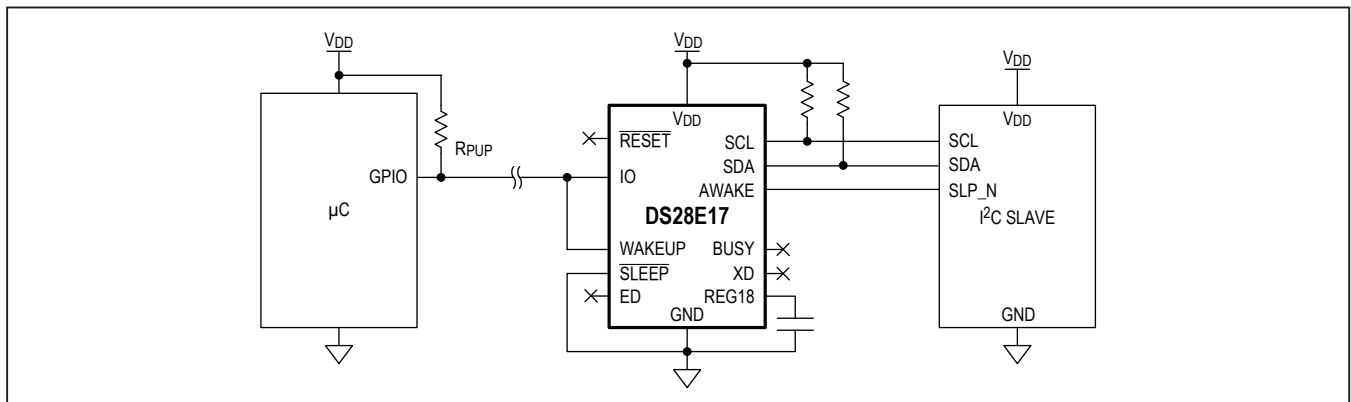 VDD
VDD
VDD
RPUP
GPIO
µC
VDD
RESET
IO
WAKEUP
SLEEP
ED
SCL
SDA
AWAKE
DS28E17
BUSY
XD
REG18
GND
VDD
SCL
SDA
SLP_N
I2C SLAVE
GND